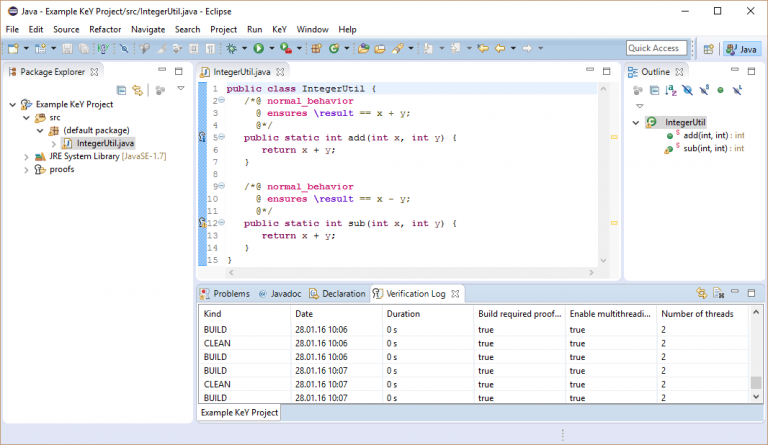 Java - Example KeY Project/src/IntegerUtil.java - Eclipse
File Edit Source Refactor Navigate Search Project Run KeY Window Help
Quick Access
Java
Package Explorer
Example KeY Project
src
(default package)
IntegerUtil.java
JRE System Library [JavaSE-1.7]
proofs
IntegerUtil.java
1 public class IntegerUtil {
2 /*@ normal_behavior
3 @ ensures \result == x + y;
4 @*/
5 public static int add(int x, int y) {
6 return x + y;
7 }
8
9 /*@ normal_behavior
10 @ ensures \result == x - y;
11 @*/
12 public static int sub(int x, int y) {
13 return x + y;
14 }
15 }
Outline
IntegerUtil
add(int, int) : int
sub(int, int) : int
Problems @ Javadoc Declaration Verification Log
Kind Date Duration Build required proof... Enable multithreadi... Number of threads
BUILD 28.01.16 10:06 0 s true true 2
CLEAN 28.01.16 10:06 0 s true true 2
BUILD 28.01.16 10:06 0 s true true 2
BUILD 28.01.16 10:07 0 s true true 2
CLEAN 28.01.16 10:07 0 s true true 2
BUILD 28.01.16 10:07 0 s true true 2
Example KeY Project